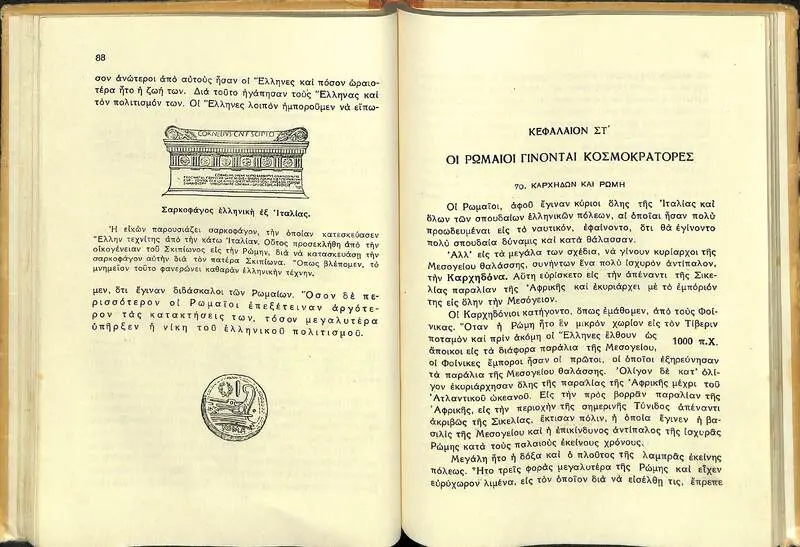 88
σον ἀνώτεροι ἀπὸ αὐτοὺς ἦσαν οἱ Ἕλληνες καὶ πόσον ὡραιο-
τέρα ἦτο ἡ ζωή των. Διὰ τοῦτο ἠγάπησαν τοὺς Ἕλληνας καὶ
τὸν πολιτισμόν των. Οἱ Ἕλληνες λοιπὸν ἠμποροῦμεν νὰ εἴπω-
CORNELIVS CN F SCIPIO
Σαρκοφάγος ἑλληνικὴ ἐξ Ἰταλίας.
Ἡ εἰκὼν παρουσιάζει σαρκοφάγον, τὴν ὁποίαν κατεσκεύασεν
Ἕλλην τεχνίτης ἀπὸ τὴν κάτω Ἰταλίαν. Οὗτος προσεκλήθη ἀπὸ τὴν
οἰκογένειαν τοῦ Σκιπίωνος εἰς τὴν Ρώμην, διὰ νὰ κατασκευάσῃ τὴν
σαρκοφάγον αὐτὴν διὰ τὸν πατέρα Σκιπίωνα. Ὅπως βλέπομεν, τὸ
μνημεῖον τοῦτο φανερώνει καθαρὰν ἑλληνικὴν τέχνην.
μεν, ὅτι ἔγιναν διδάσκαλοι τῶν Ρωμαίων. Ὅσον δὲ πε-
ρισσότερον οἱ Ρωμαῖοι ἐπεξέτειναν ἀργότε-
ρον τὰς κατακτήσεις των, τόσον μεγαλυτέρα
ὑπῆρξεν ἡ νίκη τοῦ ἑλληνικοῦ πολιτισμοῦ.
ROMA
ΚΕΦΑΛΑΙΟΝ ΣΤ΄
ΟΙ ΡΩΜΑΙΟΙ ΓΙΝΟΝΤΑΙ ΚΟΣΜΟΚΡΑΤΟΡΕΣ
70. ΚΑΡΧΗΔΩΝ ΚΑΙ ΡΩΜΗ
Οἱ Ρωμαῖοι, ἀφοῦ ἔγιναν κύριοι ὅλης τῆς Ἰταλίας καὶ
ὅλων τῶν σπουδαίων ἑλληνικῶν πόλεων, αἱ ὁποῖαι ἦσαν πολὺ
προωδευμέναι εἰς τὸ ναυτικόν, ἐφαίνοντο, ὅτι θὰ ἐγίνοντο
πολὺ σπουδαία δύναμις καὶ κατὰ θάλασσαν.
Ἀλλ' εἰς τὰ μεγάλα των σχέδια, νὰ γίνουν κυρίαρχοι τῆς
Μεσογείου θαλάσσης, συνήντων ἕνα πολὺ ἰσχυρὸν ἀντίπαλον,
τὴν Καρχηδόνα. Αὕτη εὑρίσκετο εἰς τὴν ἀπέναντι τῆς Σικε-
λίας παραλίαν τῆς Ἀφρικῆς καὶ ἐκυριάρχει μὲ τὸ ἐμπόριόν
της εἰς ὅλην τὴν Μεσόγειον.
Οἱ Καρχηδόνιοι κατήγοντο, ὅπως ἐμάθομεν, ἀπὸ τοὺς Φοί-
νικας. Ὅταν ἡ Ρώμη ἦτο ἓν μικρὸν χωρίον εἰς τὸν Τίβεριν
ποταμὸν καὶ πρὶν ἀκόμη οἱ Ἕλληνες ἔλθουν ὡς
1000 π.Χ.
ἄποικοι εἰς τὰ διάφορα παράλια τῆς Μεσογείου,
οἱ Φοίνικες ἔμποροι ἦσαν οἱ πρῶτοι, οἱ ὁποῖοι ἐξηρεύνησαν
τὰ παράλια τῆς Μεσογείου θαλάσσης. Ὀλίγον δὲ κατ' ὀλί-
γον ἐκυριάρχησαν ὅλης τῆς παραλίας τῆς Ἀφρικῆς μέχρι τοῦ
Ἀτλαντικοῦ ὠκεανοῦ. Εἰς τὴν πρὸς βορρᾶν παραλίαν τῆς
Ἀφρικῆς, εἰς τὴν περιοχὴν τῆς σημερινῆς Τύνιδος ἀπέναντι
ἀκριβῶς τῆς Σικελίας, ἔκτισαν πόλιν, ἡ ὁποία ἔγινεν ἡ βα-
σιλὶς τῆς Μεσογείου καὶ ἡ ἐπικίνδυνος ἀντίπαλος τῆς ἰσχυρᾶς
Ρώμης κατὰ τοὺς παλαιοὺς ἐκείνους χρόνους.
Μεγάλη ἦτο ἡ δόξα καὶ ὁ πλοῦτος τῆς λαμπρᾶς ἐκείνης
πόλεως. Ἦτο τρεῖς φορὰς μεγαλυτέρα τῆς Ρώμης καὶ εἶχεν
εὐρύχωρον λιμένα, εἰς τὸν ὁποῖον διὰ νὰ εἰσέλθῃ τις, ἔπρεπε